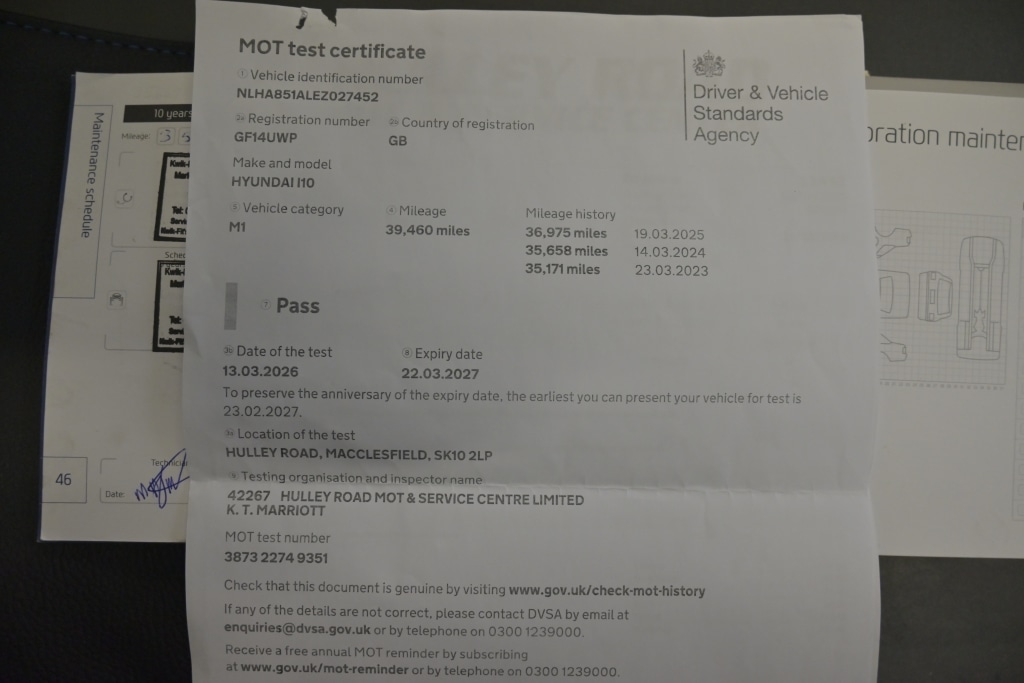 MOT test certificate
① Vehicle identification number
NLHA851ALEZ027452
Registration number
Country of registration
GF14UWP
GB
Make and model
HYUNDAI I10
Vehicle category
④ Mileage
Mileage history
M1
39,460 miles
36,975 miles 19.03.2025
35,658 miles 14.03.2024
35,171 miles 23.03.2023
⑦ Pass
Date of the test
⑧ Expiry date
13.03.2026
22.03.2027
To preserve the anniversary of the expiry date, the earliest you can present your vehicle for test is
23.02.2027.
Location of the test
HULLEY ROAD, MACCLESFIELD, SK10 2LP
Testing organisation and inspector name
42267 HULLEY ROAD MOT & SERVICE CENTRE LIMITED
K. T. MARRIOTT
MOT test number
3873 2274 9351
Check that this document is genuine by visiting www.gov.uk/check-mot-history
If any of the details are not correct, please contact DVSA by email at
enquiries@dvsa.gov.uk or by telephone on 0300 1239000.
Receive a free annual MOT reminder by subscribing
at www.gov.uk/mot-reminder or by telephone on 0300 1239000.
Driver & Vehicle
Standards
Agency
Maintenance schedule
10 years
Mileage:
Tel:
Tel:
Date:
46
mainten